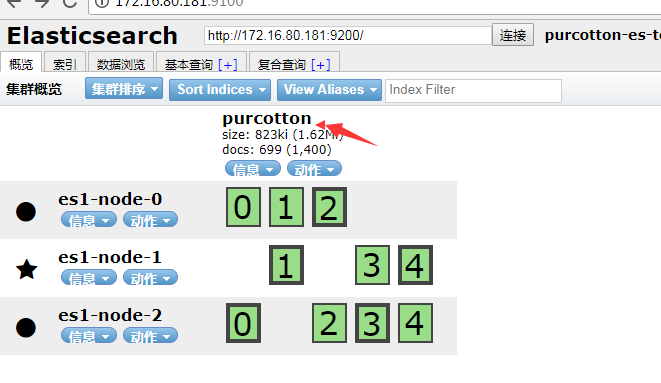 172.16.80.181:9100
Elasticsearch http://172.16.80.181:9200/ 连接 purcotton-es-te
概览 索引 数据浏览 基本查询 [+] 复合查询 [+]
集群概览 集群排序 Sort Indices View Aliases Index Filter
purcotton
size: 823ki (1.62Mi)
docs: 699 (1,400)
信息 动作
es1-node-0 0 1 2
信息 动作
es1-node-1 1 3 4
信息 动作
es1-node-2 0 2 3 4
信息 动作